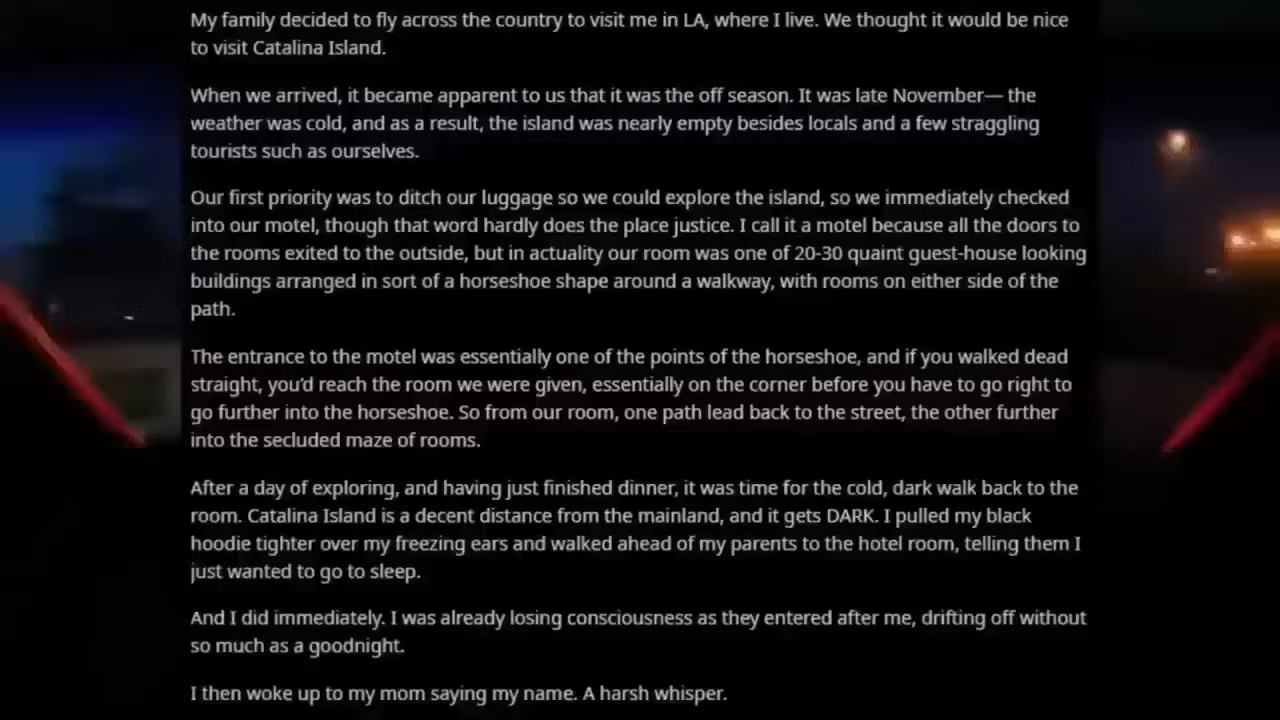 My family decided to fly across the country to visit me in LA, where I live. We thought it would be nice
to visit Catalina Island.
When we arrived, it became apparent to us that it was the off season. It was late November— the
weather was cold, and as a result, the island was nearly empty besides locals and a few straggling
tourists such as ourselves.
Our first priority was to ditch our luggage so we could explore the island, so we immediately checked
into our motel, though that word hardly does the place justice. I call it a motel because all the doors to
the rooms exited to the outside, but in actuality our room was one of 20-30 quaint guest-house looking
buildings arranged in sort of a horseshoe shape around a walkway, with rooms on either side of the
path.
The entrance to the motel was essentially one of the points of the horseshoe, and if you walked dead
straight, you'd reach the room we were given, essentially on the corner before you have to go right to
go further into the horseshoe. So from our room, one path lead back to the street, the other further
into the secluded maze of rooms.
After a day of exploring, and having just finished dinner, it was time for the cold, dark walk back to the
room. Catalina Island is a decent distance from the mainland, and it gets DARK. I pulled my black
hoodie tighter over my freezing ears and walked ahead of my parents to the hotel room, telling them I
just wanted to go to sleep.
And I did immediately. I was already losing consciousness as they entered after me, drifting off without
so much as a goodnight.
I then woke up to my mom saying my name. A harsh whisper.